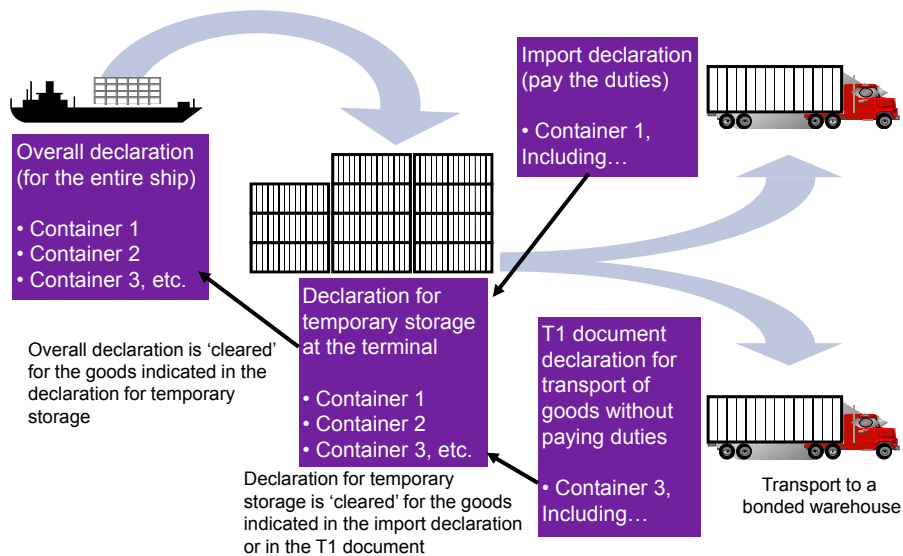 Overall declaration
(for the entire ship)
• Container 1
• Container 2
• Container 3, etc.
Overall declaration is ‘cleared’
for the goods indicated in the
declaration for temporary
storage
Declaration for
temporary storage
at the terminal
• Container 1
• Container 2
• Container 3, etc.
Declaration for temporary
storage is ‘cleared’ for the goods
indicated in the import declaration
or in the T1 document
Import declaration
(pay the duties)
• Container 1,
Including…
T1 document
declaration for
transport of
goods without
paying duties
• Container 3,
Including…
Transport to a
bonded warehouse